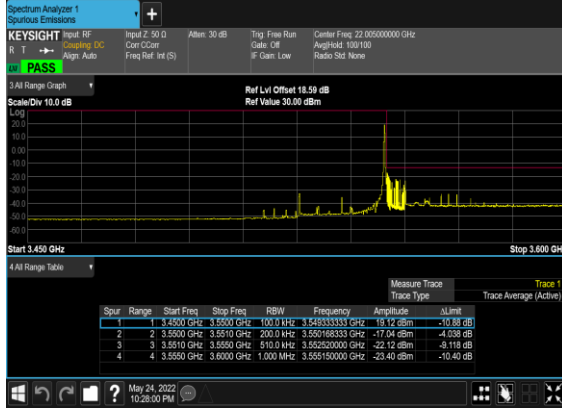 Spectrum Analyzer 1
Spurious Emissions
+
KEYSIGHT Input: RF Input Z: 50 Ω Atten: 30 dB Trig: Free Run Center Freq: 22.005000000 GHz
R T Coupling: DC Corr CCorr Gate: Off Avg|Hold: 100/100
Align: Auto Freq Ref: Int (S) IF Gain: Low Radio Std: None
LXI PASS
3 All Range Graph
Ref Lvl Offset 18.59 dB
Scale/Div 10.0 dB Ref Value 30.00 dBm
Log
20.0
10.0
0.00
-10.0
-20.0
-30.0
-40.0
-50.0
-60.0
Start 3.450 GHz Stop 3.600 GH
4 All Range Table
Measure Trace Trace 1
Trace Type Trace Average (Active)
Spur Range Start Freq Stop Freq RBW Frequency Amplitude ΔLimit
1 1 3.4500 GHz 3.5500 GHz 100.0 kHz 3.549333333 GHz 19.12 dBm -10.88 dB
2 2 3.5500 GHz 3.5510 GHz 200.0 kHz 3.550168333 GHz -17.04 dBm -4.038 dB
3 3 3.5510 GHz 3.5550 GHz 510.0 kHz 3.552520000 GHz -22.12 dBm -9.118 dB
4 4 3.5550 GHz 3.6000 GHz 1.000 MHz 3.555150000 GHz -23.40 dBm -10.40 dB
? May 24, 2022
10:28:00 PM